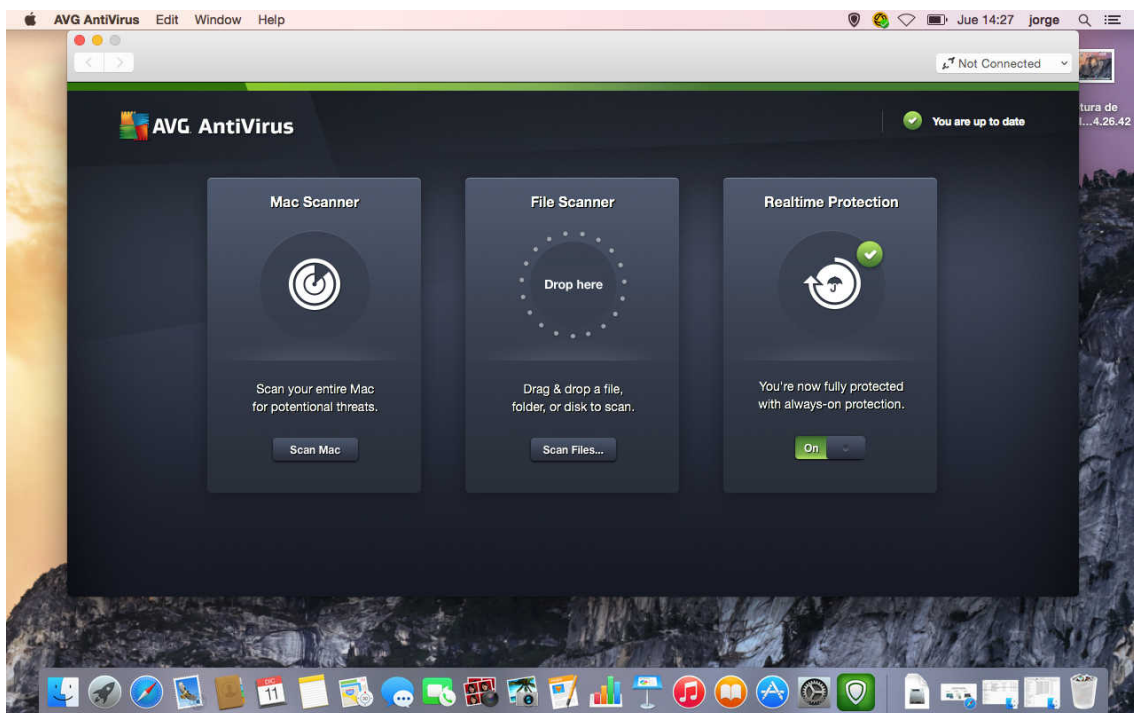 AVG AntiVirus Edit Window Help Jue 14:27 jorge
Not Connected
tura de
l...4.26.42
AVG AntiVirus
You are up to date
Mac Scanner
File Scanner
Realtime Protection
Drop here
Scan your entire Mac
for potentional threats.
Drag & drop a file,
folder, or disk to scan.
You're now fully protected
with always-on protection.
Scan Mac
Scan Files...
On
DIC
11